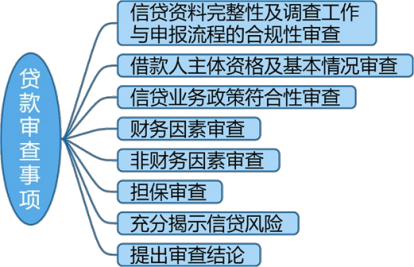 贷款审查事项
信贷资料完整性及调查工作
与申报流程的合规性审查
借款人主体资格及基本情况审查
信贷业务政策符合性审查
财务因素审查
非财务因素审查
担保审查
充分揭示信贷风险
提出审查结论